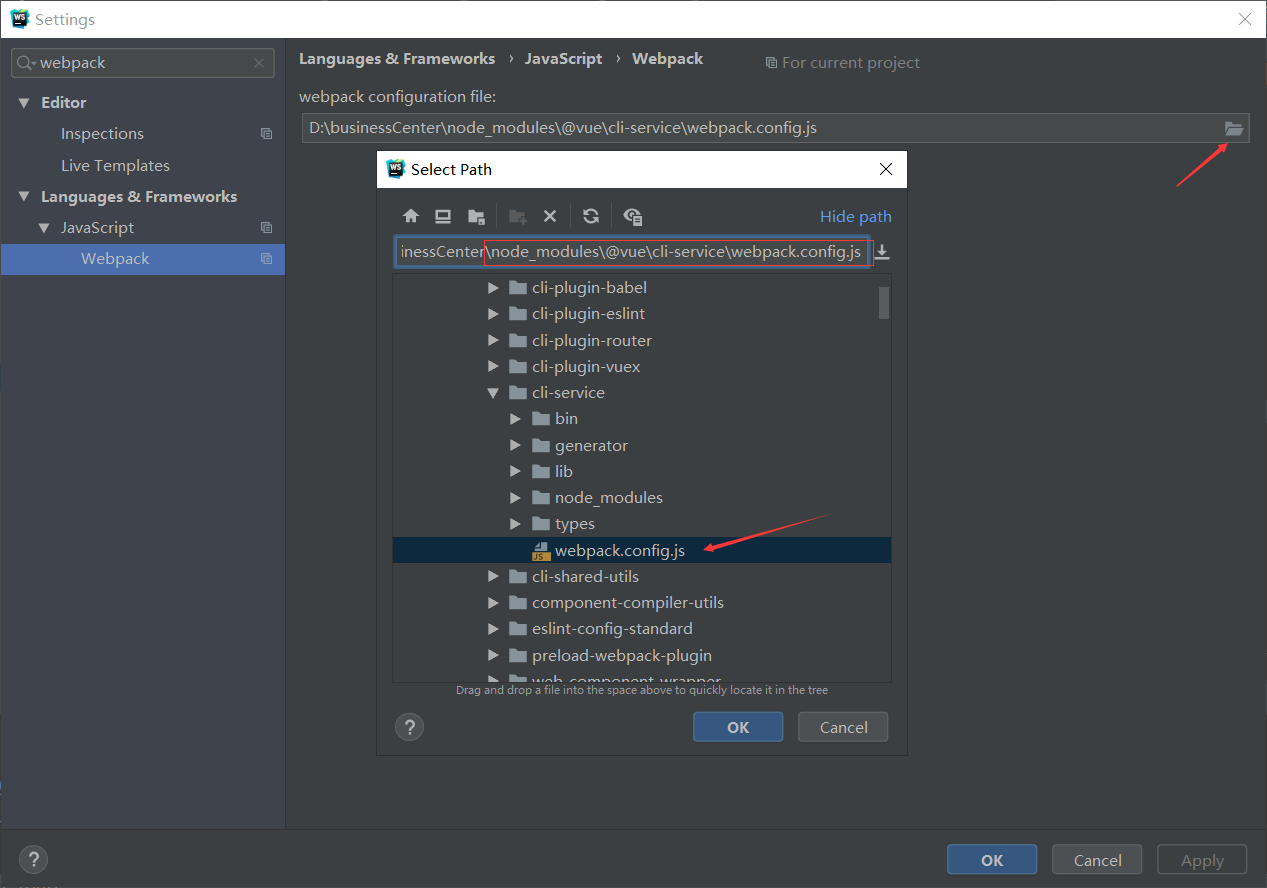 Settings
webpack
Editor
Inspections
Live Templates
Languages & Frameworks
JavaScript
Webpack
Languages & Frameworks › JavaScript › Webpack
For current project
webpack configuration file:
D:\businessCenter\node_modules\@vue\cli-service\webpack.config.js
Select Path
Hide path
inessCenter\node_modules\@vue\cli-service\webpack.config.js
cli-plugin-babel
cli-plugin-eslint
cli-plugin-router
cli-plugin-vuex
cli-service
bin
generator
lib
node_modules
types
webpack.config.js
cli-shared-utils
component-compiler-utils
eslint-config-standard
preload-webpack-plugin
web-component-wrapper
Drag and drop a file into the space above to quickly locate it in the tree
?
OK
Cancel
?
OK
Cancel
Apply